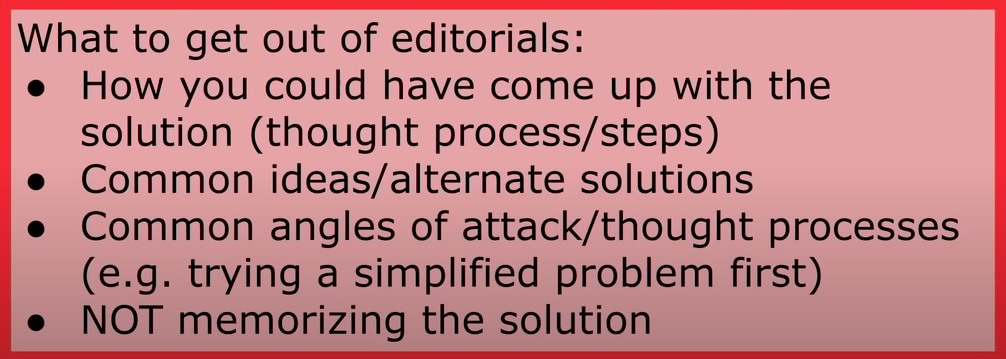 What to get out of editorials:
● How you could have come up with the
solution (thought process/steps)
● Common ideas/alternate solutions
● Common angles of attack/thought processes
(e.g. trying a simplified problem first)
● NOT memorizing the solution